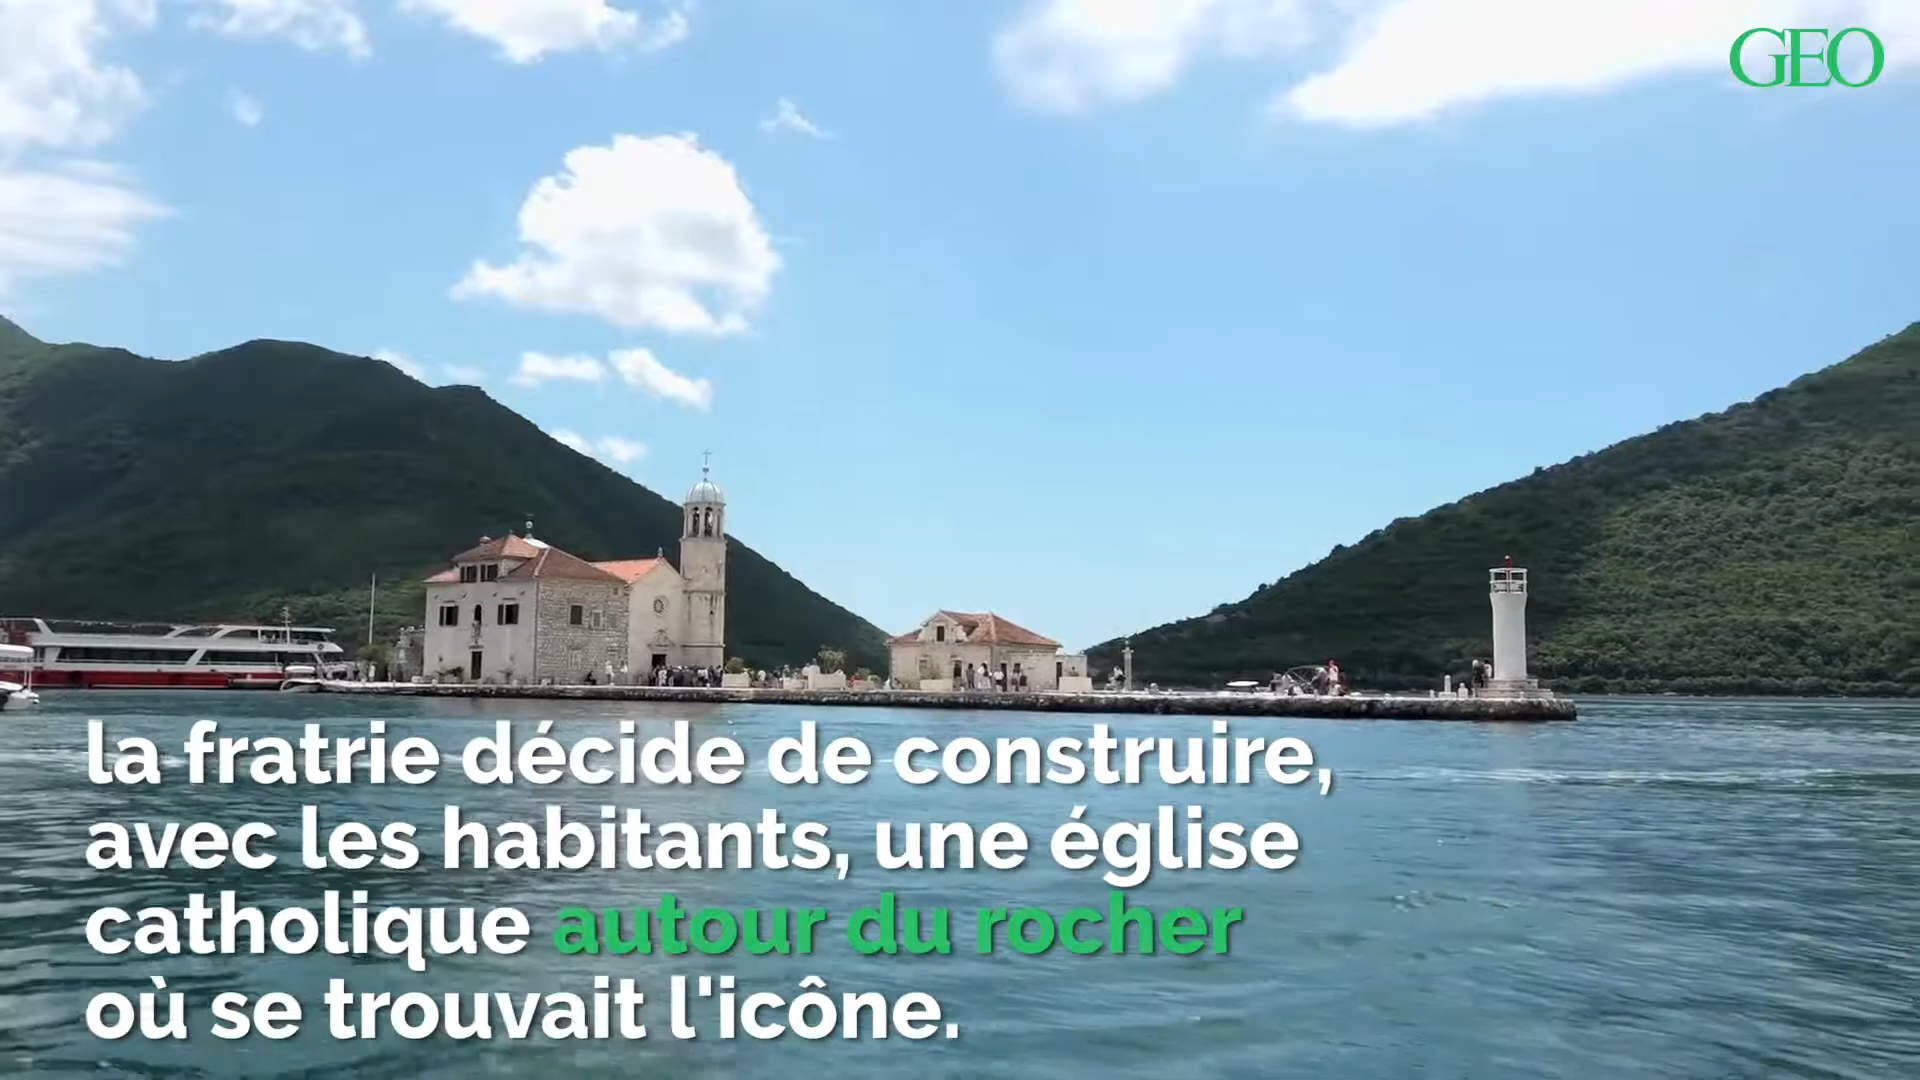 GEO
la fratrie décide de construire,
avec les habitants, une église
catholique autour du rocher
où se trouvait l'icône.